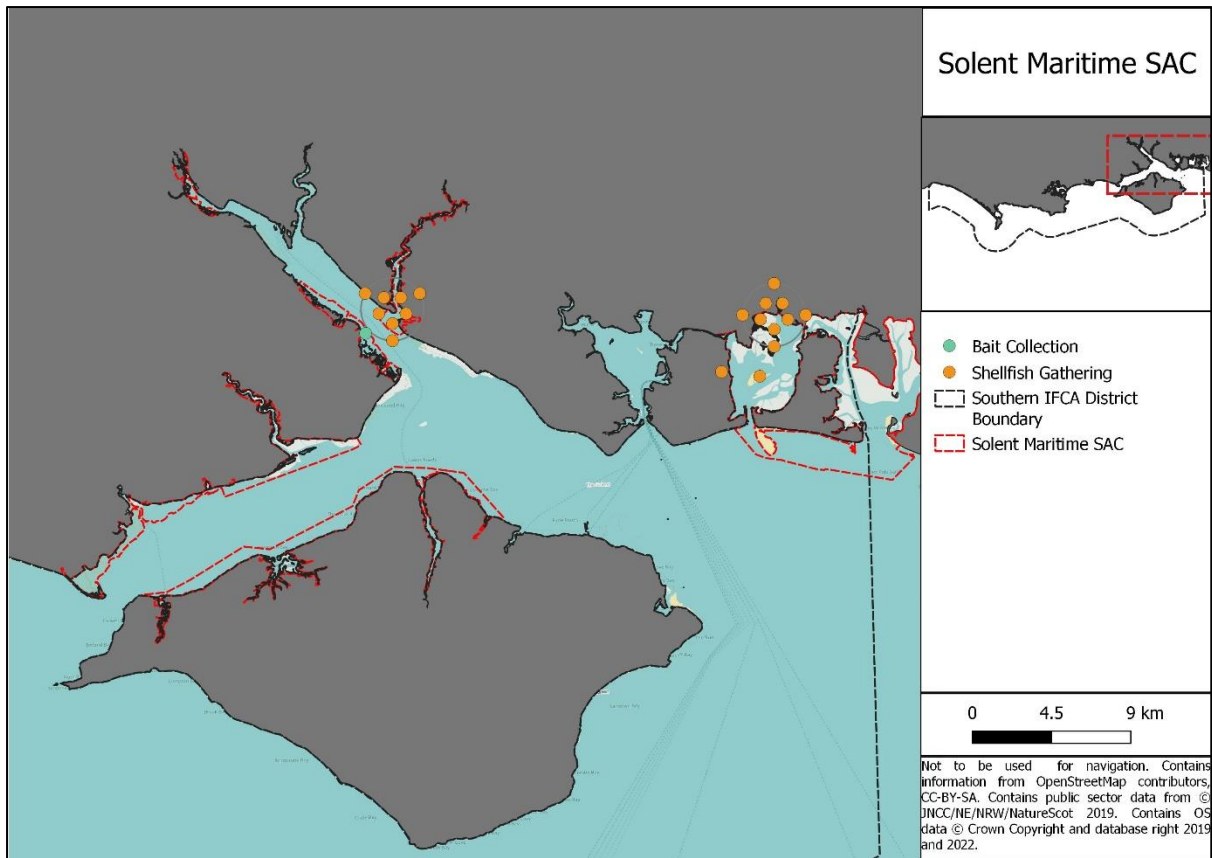 Solent Maritime SAC
Bait Collection
Shellfish Gathering
Southern IFCA District
Boundary
Solent Maritime SAC
0 4.5 9 km
Not to be used for navigation. Contains
information from OpenStreetMap contributors,
CC-BY-SA. Contains public sector data from ©
JNCC/NE/NRW/NatureScot 2019. Contains OS
data © Crown Copyright and database right 2019
and 2022.